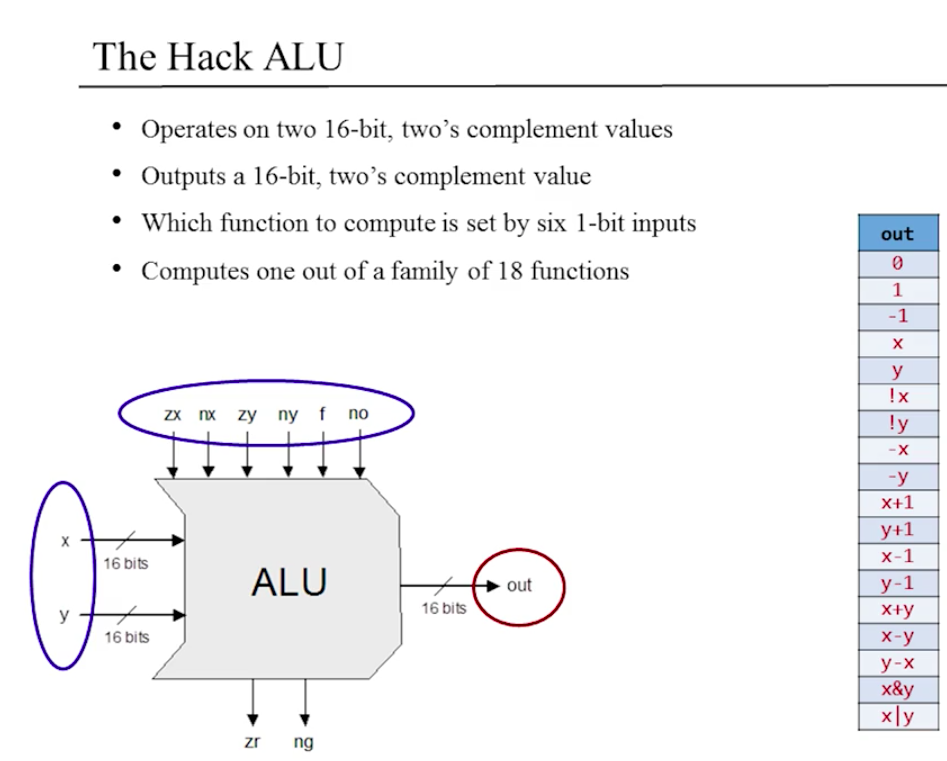 The Hack ALU
• Operates on two 16-bit, two's complement values
• Outputs a 16-bit, two's complement value
• Which function to compute is set by six 1-bit inputs
• Computes one out of a family of 18 functions
zx nx zy ny f no
x
16 bits
y
16 bits
ALU
16 bits
out
zr ng
out
0
1
-1
x
y
!x
!y
-x
-y
x+1
y+1
x-1
y-1
x+y
x-y
y-x
x&y
x|y